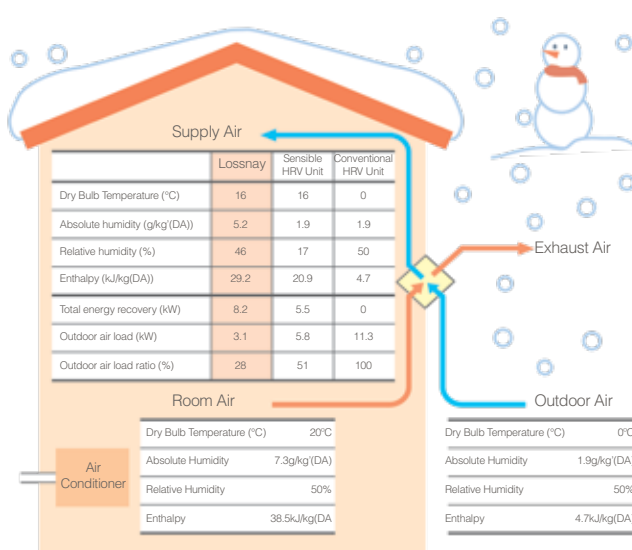 Supply Air
Lossnay Sensible HRV Unit Conventional HRV Unit
Dry Bulb Temperature (°C) 16 16 0
Absolute humidity (g/kg'(DA)) 5.2 1.9 1.9
Relative humidity (%) 46 17 50
Enthalpy (kJ/kg(DA)) 29.2 20.9 4.7
Total energy recovery (kW) 8.2 5.5 0
Outdoor air load (kW) 3.1 5.8 11.3
Outdoor air load ratio (%) 28 51 100
Exhaust Air
Room Air
Dry Bulb Temperature (°C) 20°C
Absolute Humidity 7.3g/kg'(DA)
Relative Humidity 50%
Enthalpy 38.5kJ/kg(DA
Air
Conditioner
Outdoor Air
Dry Bulb Temperature (°C) 0°C
Absolute Humidity 1.9g/kg'(DA
Relative Humidity 50%
Enthalpy 4.7kJ/kg(DA